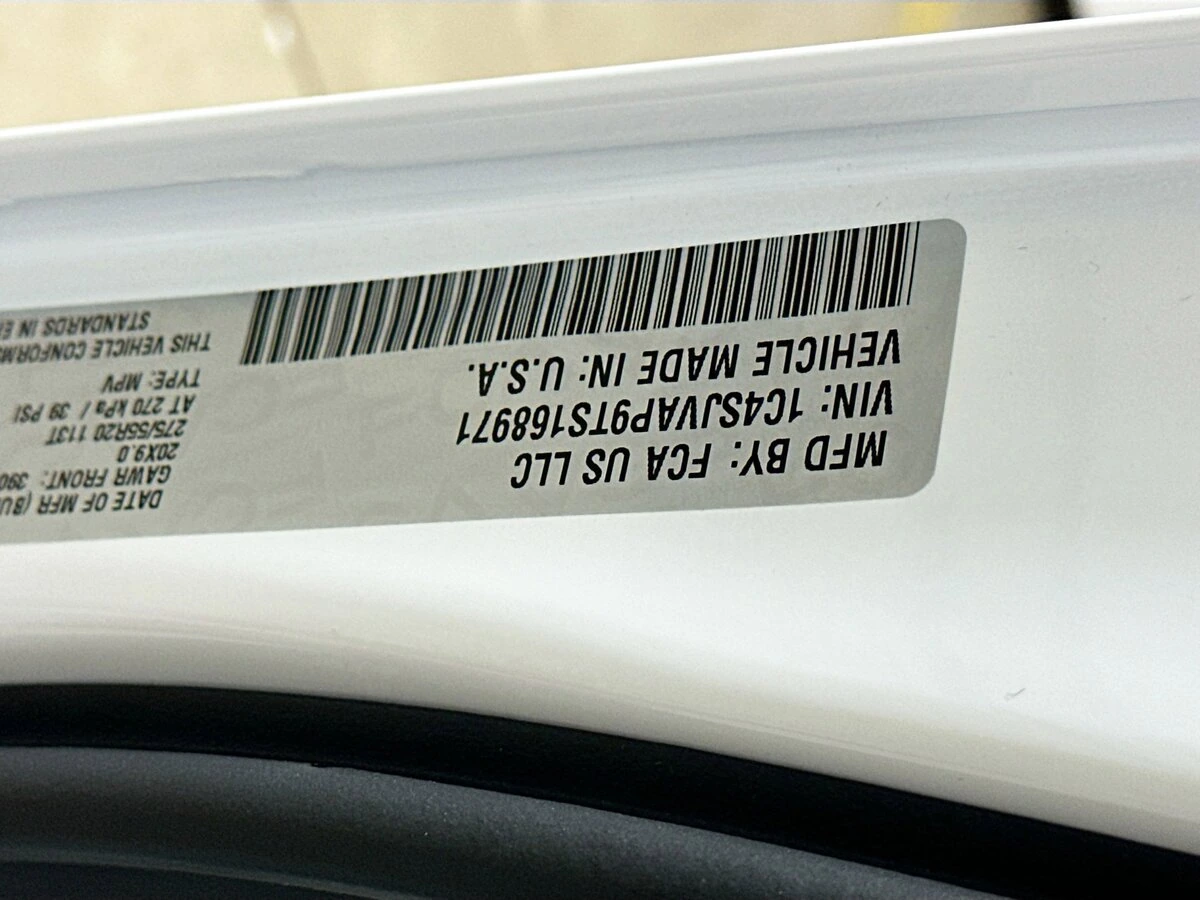 MFD BY: FCA US LLC
VIN: 1C4SJVAP9TS168971
VEHICLE MADE IN: U.S.A.
DATE OF MFR
GAWR FRONT:
20X9.0
275/55R20 113T
AT 270 kPa / 39 PSI
TYPE: MPV
THIS VEHICLE CONFORMS
STANDARDS IN